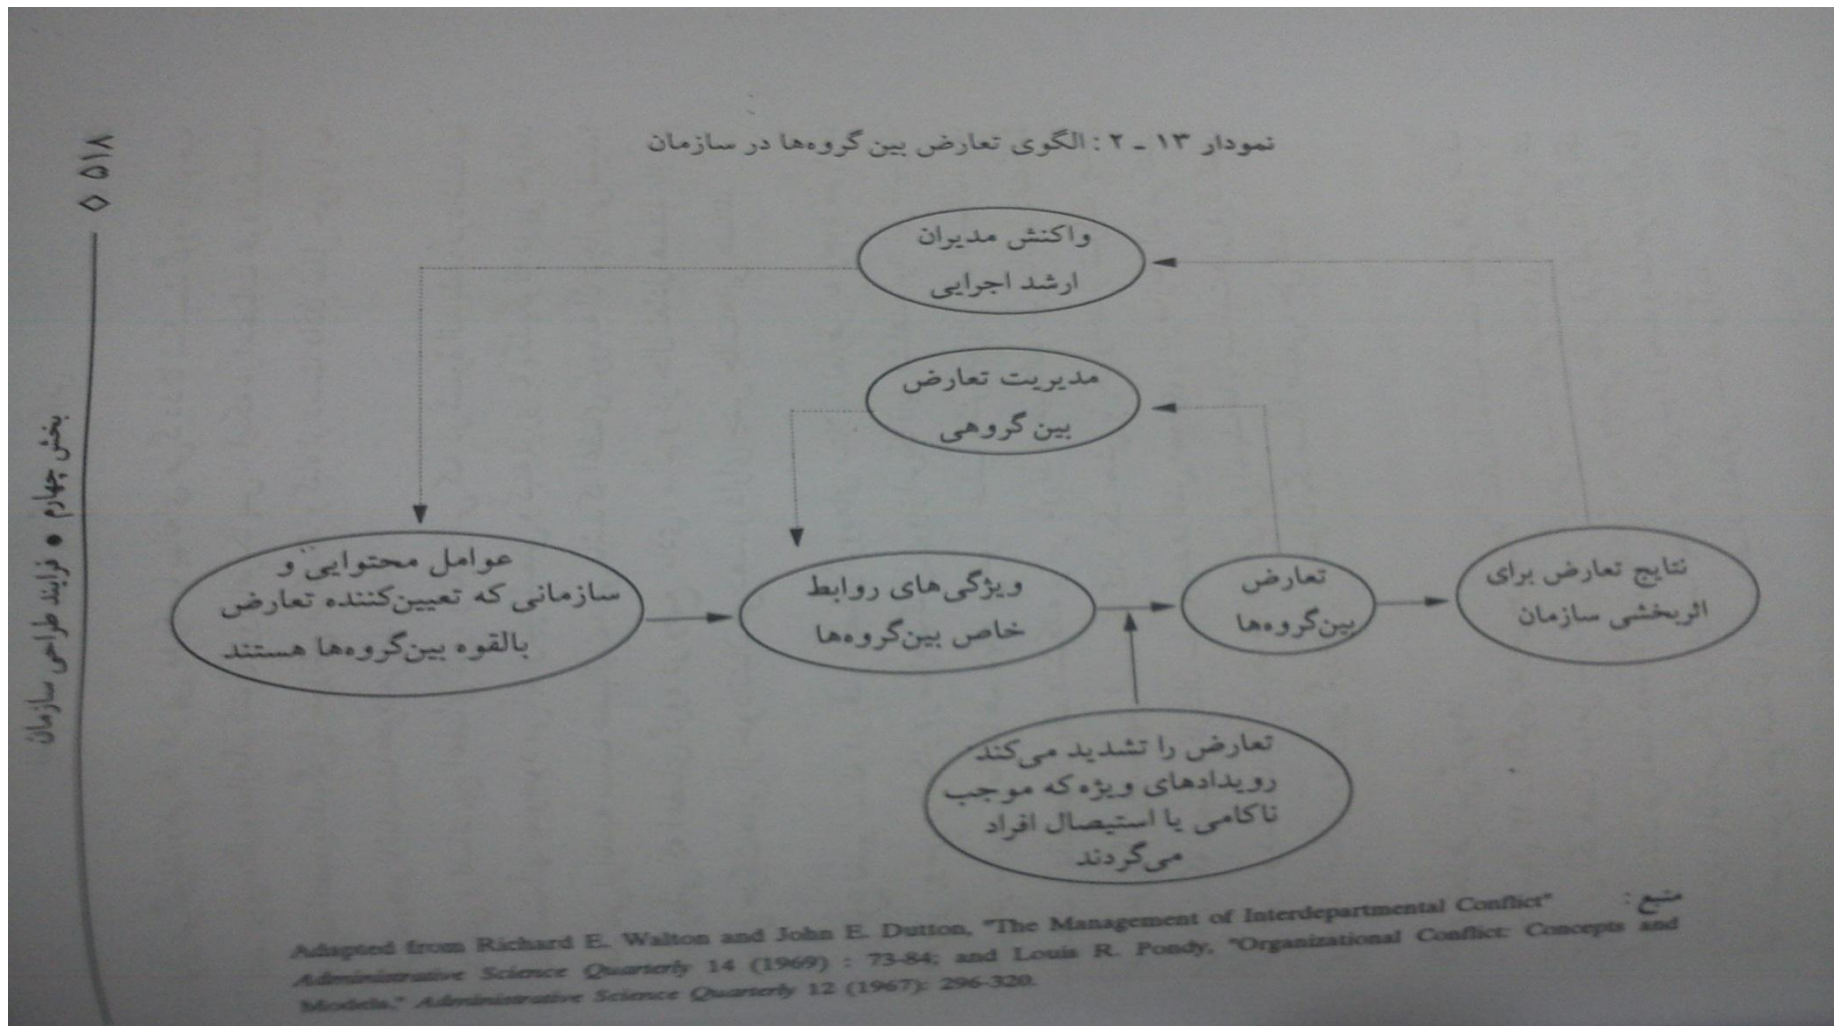 ۵۱۸ ◊
بخش چهارم ● فرایند طراحی سازمان
نمودار ۱۳ ـ ۲ : الگوی تعارض بین گروه‌ها در سازمان
واکنش مدیران
ارشد اجرایی
مدیریت تعارض
بین گروهی
عوامل محتوایی و
سازمانی که تعیین‌کننده تعارض
بالقوه بین‌گروه‌ها هستند
ویژگی‌های روابط
خاص بین‌گروه‌ها
تعارض
بین‌گروه‌ها
نتایج تعارض برای
اثربخشی سازمان
تعارض را تشدید می‌کند
رویدادهای ویژه که موجب
ناکامی یا استیصال افراد
می‌گردند
منبع :
Adapted from Richard E. Walton and John E. Dutton, "The Management of Interdepartmental Conflict"
Administrative Science Quarterly 14 (1969) : 73-84; and Louis R. Pondy, "Organizational Conflict: Concepts and
Models," Administrative Science Quarterly 12 (1967): 296-320.